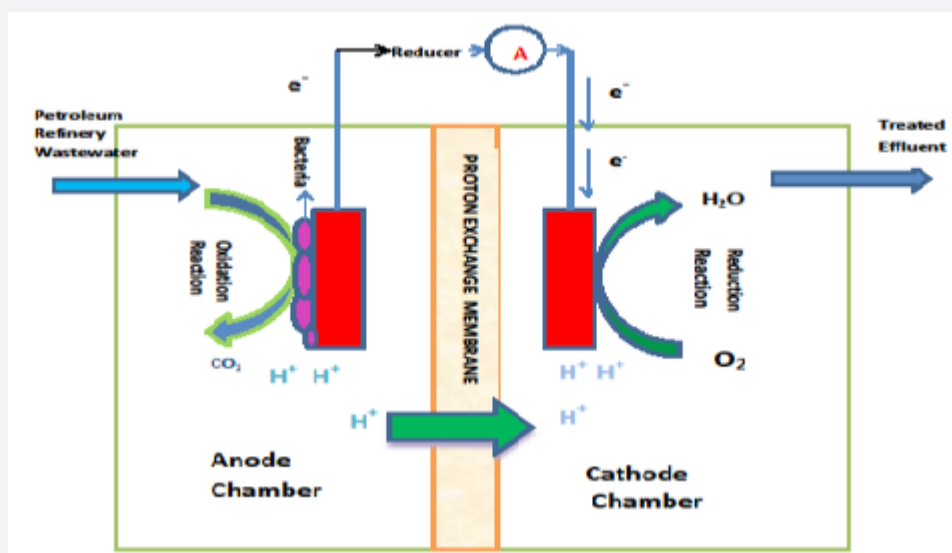 Reducer
A
e⁻
e⁻
Petroleum
Refinery
Wastewater
Treated
Effluent
Bacteria
e⁻
PROTON EXCHANGE MEMBRANE
H₂O
Oxidation
Reaction
Reduction
Reaction
CO₂
O₂
H⁺ H⁺
H⁺ H⁺
H⁺
H⁺
Anode
Chamber
Cathode
Chamber